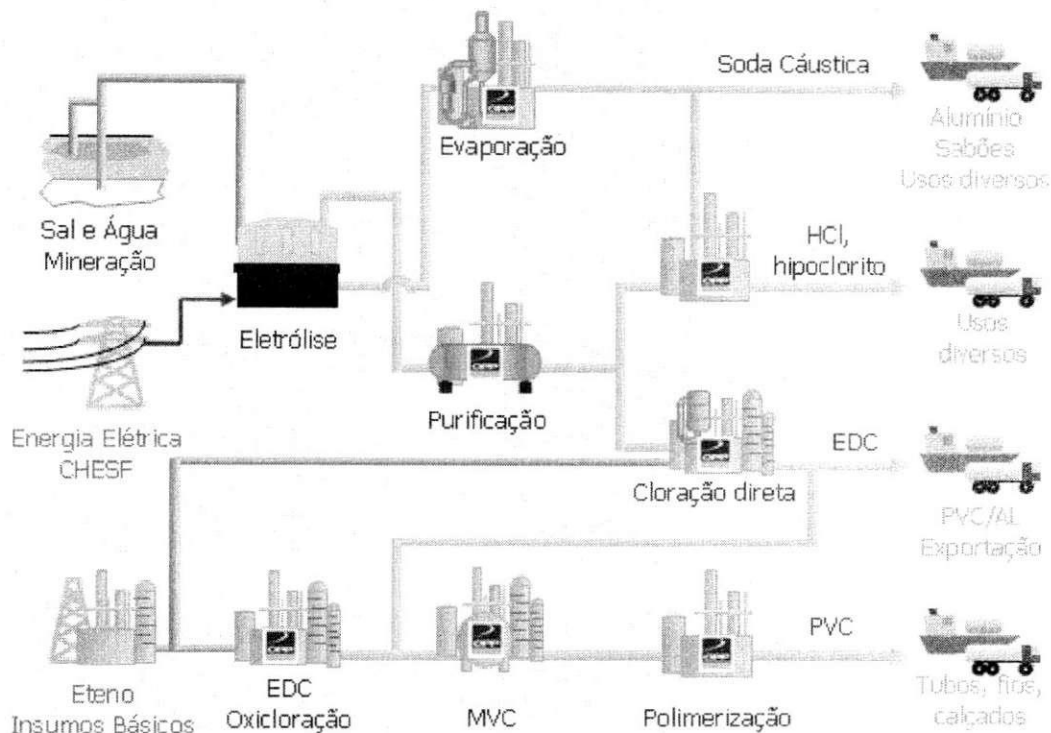 Soda Cáustica
Alumínio
Sabões
Usos diversos
Evaporação
Sal e Água
Mineração
HCl,
hipoclorito
Usos
diversos
Eletrólise
Purificação
Energia Elétrica
CHESF
EDC
Cloração direta
PVC/AL
Exportação
PVC
Eteno
Insumos Básicos
EDC
Oxicloração
MVC
Polimerização
Tubos, fios,
calçados